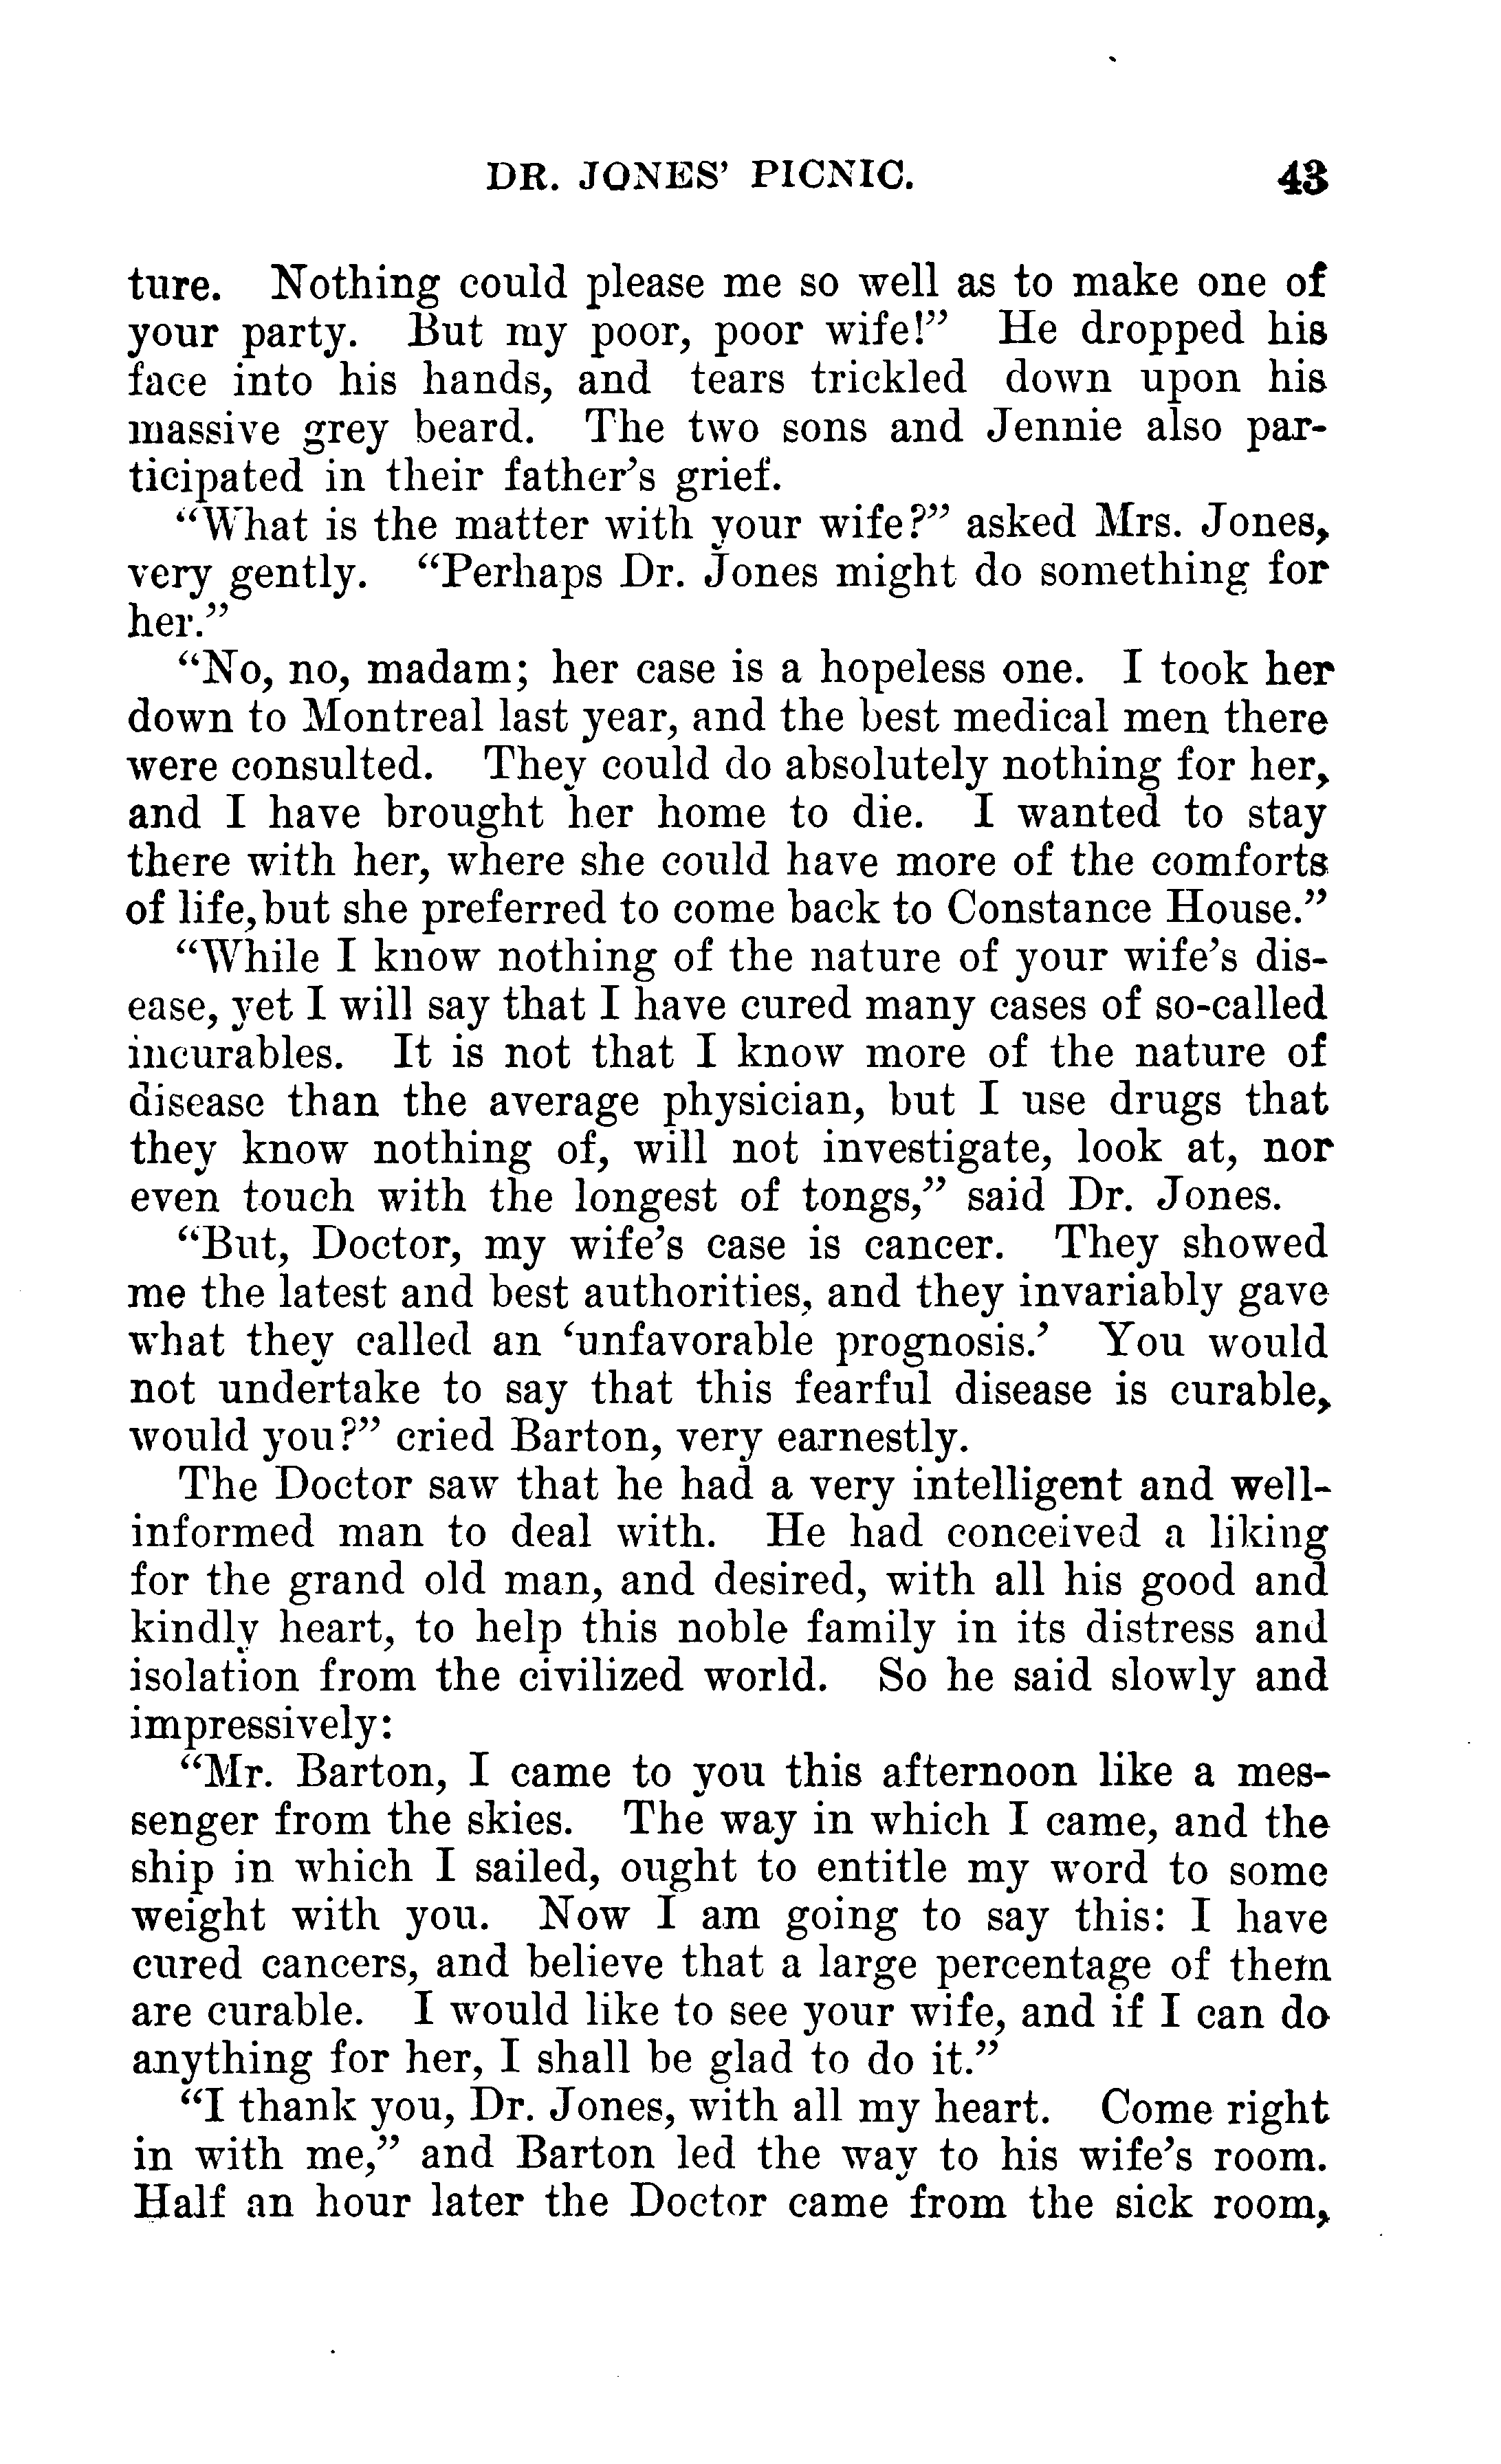 DR. JONES' PICNIC. 43
ture. Nothing could please me so well as to make one of
your party. But my poor, poor wife!” He dropped his
face into his hands, and tears trickled down upon his
massive grey beard. The two sons and Jennie also par-
ticipated in their father's grief.
“What is the matter with your wife?” asked Mrs. Jones,
very gently. “Perhaps Dr. Jones might do something for
her.”
“No, no, madam; her case is a hopeless one. I took her
down to Montreal last year, and the best medical men there
were consulted. They could do absolutely nothing for her,
and I have brought her home to die. I wanted to stay
there with her, where she could have more of the comforts
of life, but she preferred to come back to Constance House.”
“While I know nothing of the nature of your wife's dis-
ease, yet I will say that I have cured many cases of so-called
incurables. It is not that I know more of the nature of
disease than the average physician, but I use drugs that
they know nothing of, will not investigate, look at, nor
even touch with the longest of tongs,” said Dr. Jones.
“But, Doctor, my wife's case is cancer. They showed
me the latest and best authorities, and they invariably gave
what they called an ‘unfavorable prognosis.’ You would
not undertake to say that this fearful disease is curable,
would you?” cried Barton, very earnestly.
The Doctor saw that he had a very intelligent and well-
informed man to deal with. He had conceived a liking
for the grand old man, and desired, with all his good and
kindly heart, to help this noble family in its distress and
isolation from the civilized world. So he said slowly and
impressively:
“Mr. Barton, I came to you this afternoon like a mes-
senger from the skies. The way in which I came, and the
ship in which I sailed, ought to entitle my word to some
weight with you. Now I am going to say this: I have
cured cancers, and believe that a large percentage of them
are curable. I would like to see your wife, and if I can do
anything for her, I shall be glad to do it.”
“I thank you, Dr. Jones, with all my heart. Come right
in with me,” and Barton led the way to his wife's room.
Half an hour later the Doctor came from the sick room,